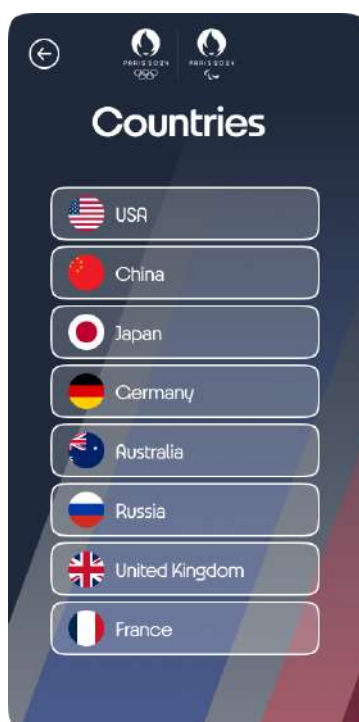 PARIS 2024 PARIS 2024
Countries
USA
China
Japan
Germany
Australia
Russia
United Kingdom
France